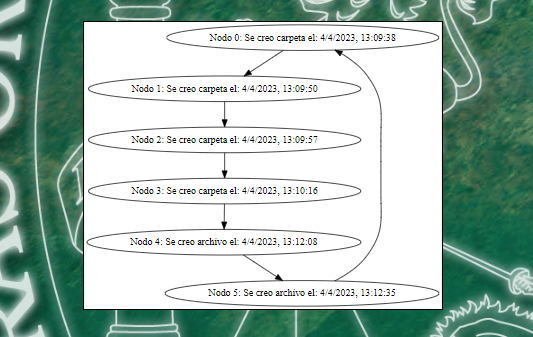 Nodo 0: Se creo carpeta el: 4/4/2023, 13:09:38
Nodo 1: Se creo carpeta el: 4/4/2023, 13:09:50
Nodo 2: Se creo carpeta el: 4/4/2023, 13:09:57
Nodo 3: Se creo carpeta el: 4/4/2023, 13:10:16
Nodo 4: Se creo archivo el: 4/4/2023, 13:12:08
Nodo 5: Se creo archivo el: 4/4/2023, 13:12:35